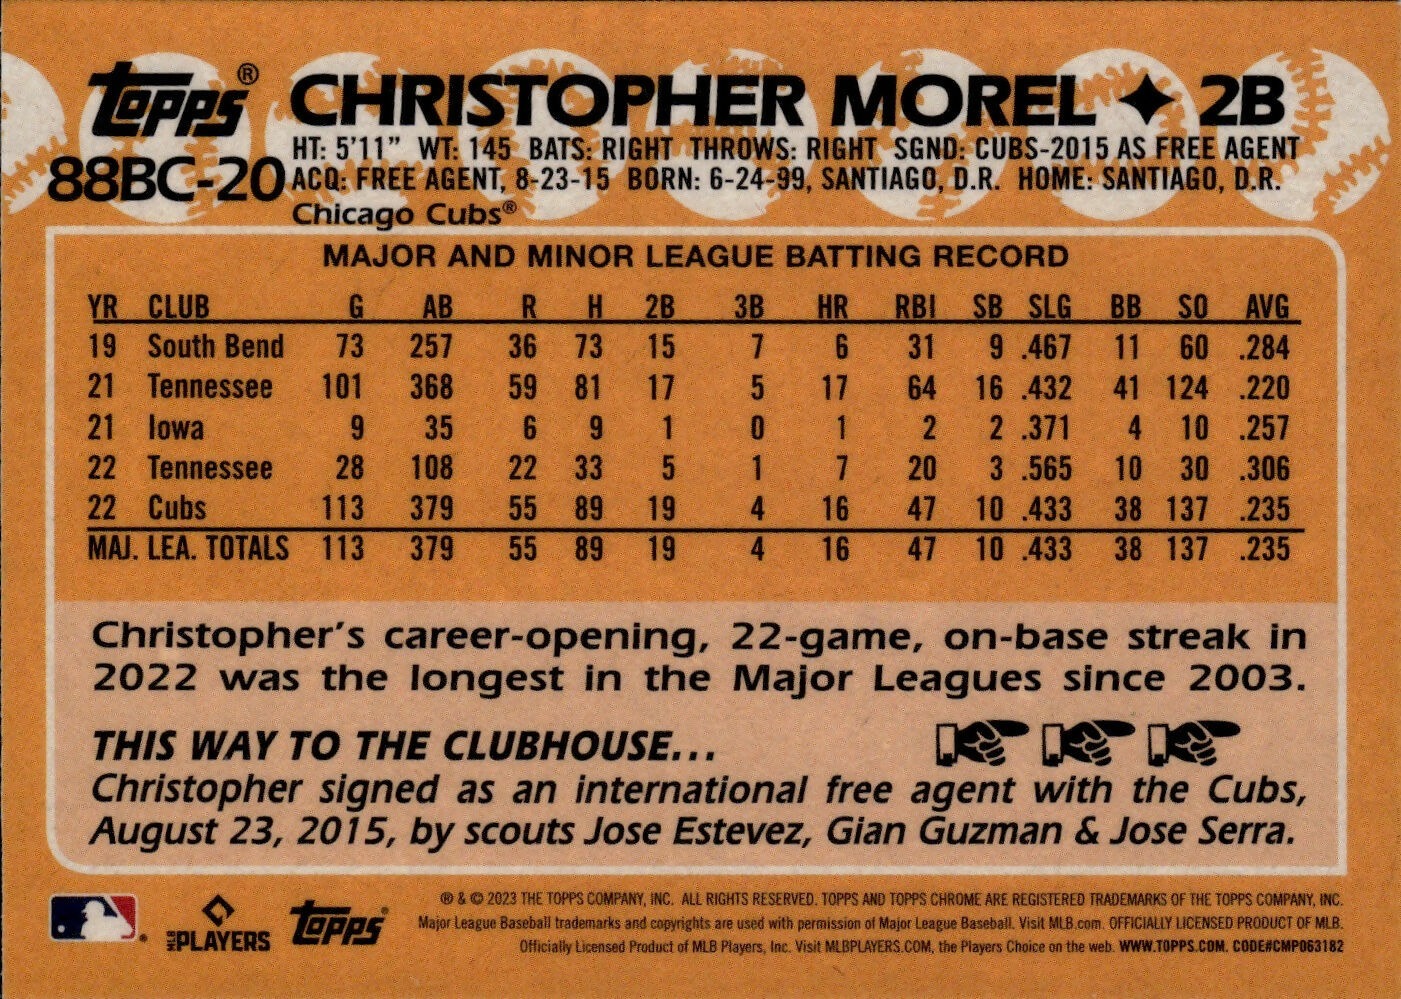 Topps® CHRISTOPHER MOREL ✦ 2B
88BC-20 HT: 5'11" WT: 145 BATS: RIGHT THROWS: RIGHT SGND: CUBS-2015 AS FREE AGENT
ACQ: FREE AGENT, 8-23-15 BORN: 6-24-99, SANTIAGO, D.R. HOME: SANTIAGO, D.R.
Chicago Cubs®
MAJOR AND MINOR LEAGUE BATTING RECORD
YR CLUB G AB R H 2B 3B HR RBI SB SLG BB SO AVG
19 South Bend 73 257 36 73 15 7 6 31 9 .467 11 60 .284
21 Tennessee 101 368 59 81 17 5 17 64 16 .432 41 124 .220
21 Iowa 9 35 6 9 1 0 1 2 2 .371 4 10 .257
22 Tennessee 28 108 22 33 5 1 7 20 3 .565 10 30 .306
22 Cubs 113 379 55 89 19 4 16 47 10 .433 38 137 .235
MAJ. LEA. TOTALS 113 379 55 89 19 4 16 47 10 .433 38 137 .235
Christopher's career-opening, 22-game, on-base streak in
2022 was the longest in the Major Leagues since 2003.
THIS WAY TO THE CLUBHOUSE...
Christopher signed as an international free agent with the Cubs,
August 23, 2015, by scouts Jose Estevez, Gian Guzman & Jose Serra.
® & © 2023 THE TOPPS COMPANY, INC. ALL RIGHTS RESERVED. TOPPS AND TOPPS CHROME ARE REGISTERED TRADEMARKS OF THE TOPPS COMPANY, INC.
Major League Baseball trademarks and copyrights are used with permission of Major League Baseball. Visit MLB.com. OFFICIALLY LICENSED PRODUCT OF MLB.
Officially Licensed Product of MLB Players, Inc. Visit MLBPLAYERS.COM, the Players Choice on the web. WWW.TOPPS.COM. CODE#CMP063182
MLB PLAYERS Topps®